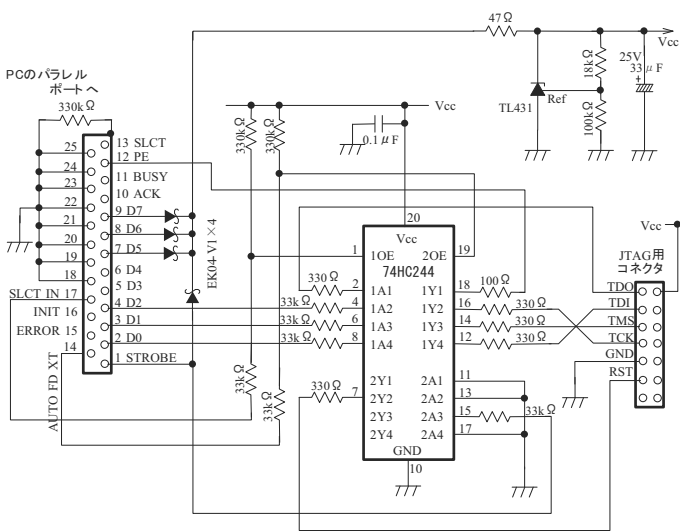 47Ω
Vcc
25V
33μF
+
18kΩ
TL431
Ref
100kΩ
PCのパラレル
ポートへ
330kΩ
Vcc
330kΩ
330kΩ
0.1μF
13 SLCT
25
12 PE
24
11 BUSY
23
10 ACK
22
9 D7
21
8 D6
20
7 D5
19
6 D4
18
5 D3
SLCT IN 17
4 D2
INIT 16
3 D1
ERROR 15
2 D0
14
1 STROBE
AUTO FD XT
EK04-V1×4
33kΩ
33kΩ
33kΩ
33kΩ
33kΩ
330Ω
330Ω
20
Vcc
1
1OE
2OE
19
74HC244
2
1A1
1Y1
18
100Ω
4
1A2
1Y2
16
330Ω
6
1A3
1Y3
14
330Ω
8
1A4
1Y4
12
330Ω
2Y1
2A1
11
7
2Y2
2A2
13
2Y3
2A3
15
33kΩ
2Y4
2A4
17
GND
10
Vcc
JTAG用
コネクタ
TDO
TDI
TMS
TCK
GND
RST